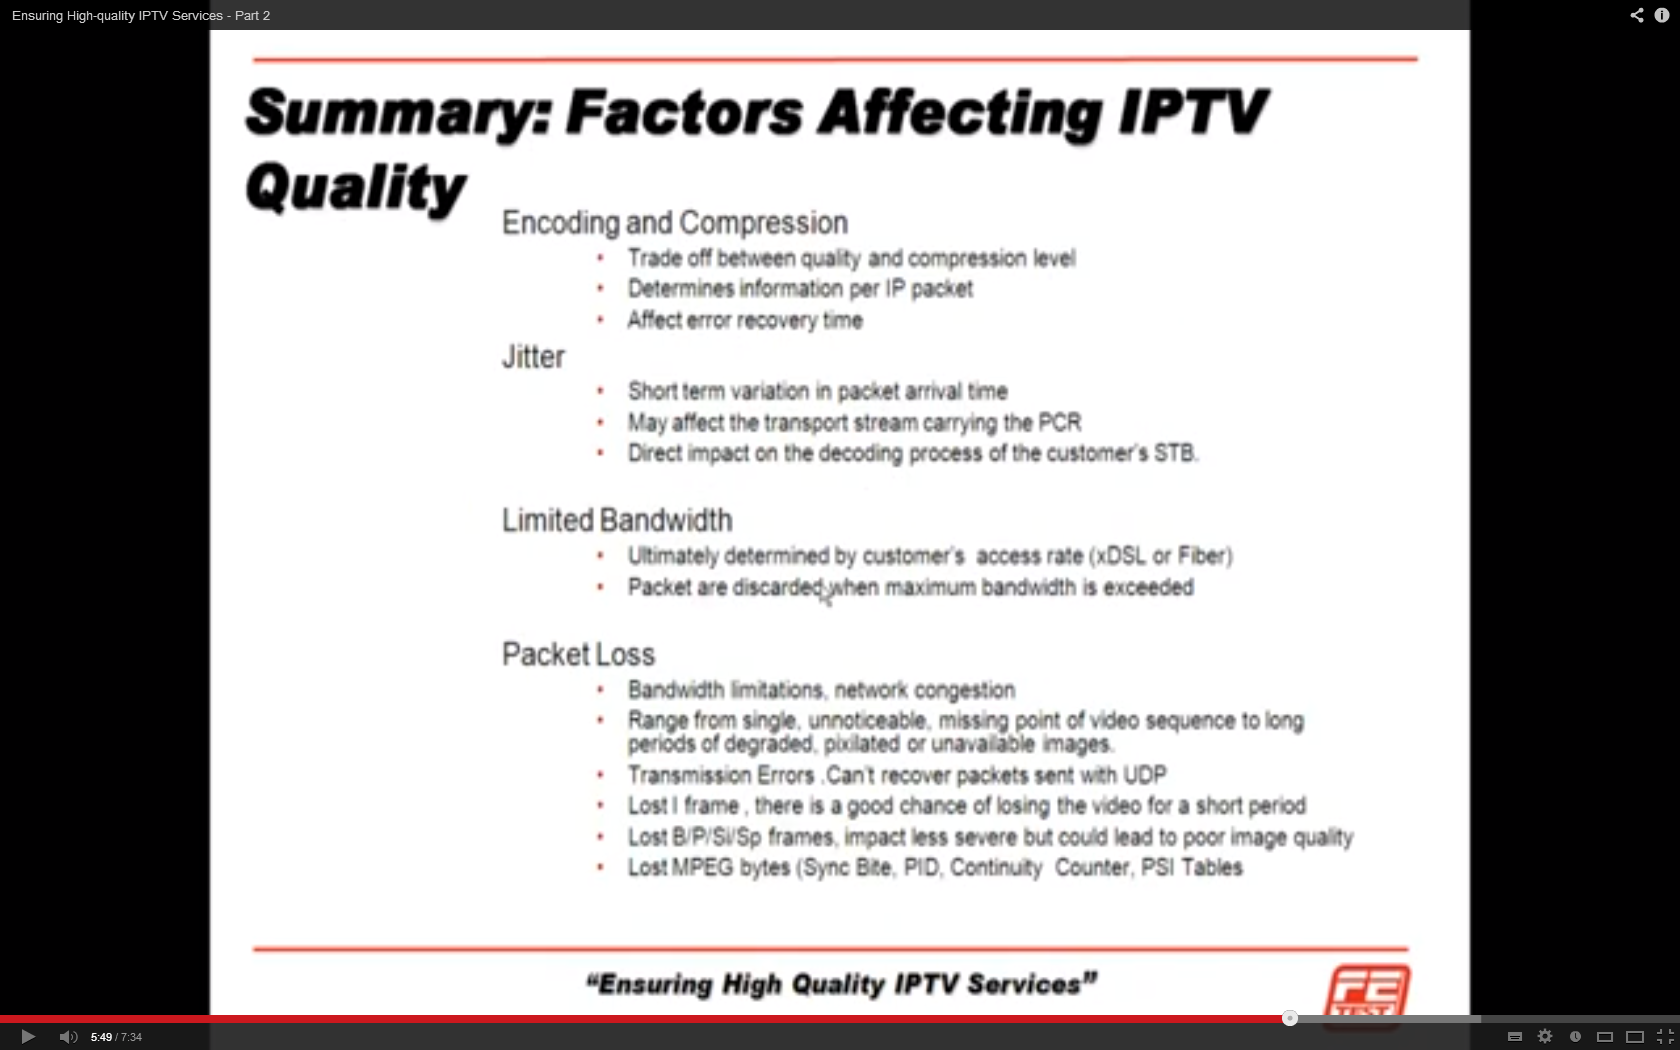 Ensuring High-quality IPTV Services - Part 2
Summary: Factors Affecting IPTV
Quality
Encoding and Compression
• Trade off between quality and compression level
• Determines information per IP packet
• Affect error recovery time
Jitter
• Short term variation in packet arrival time
• May affect the transport stream carrying the PCR
• Direct impact on the decoding process of the customer's STB.
Limited Bandwidth
• Ultimately determined by customer's access rate (xDSL or Fiber)
• Packet are discarded when maximum bandwidth is exceeded
Packet Loss
• Bandwidth limitations, network congestion
• Range from single, unnoticeable, missing point of video sequence to long
periods of degraded, pixilated or unavailable images.
• Transmission Errors .Can't recover packets sent with UDP
• Lost I frame , there is a good chance of losing the video for a short period
• Lost B/P/Si/Sp frames, impact less severe but could lead to poor image quality
• Lost MPEG bytes (Sync Bite, PID, Continuity Counter, PSI Tables
“Ensuring High Quality IPTV Services”
FE
TEST
5:49 / 7:34